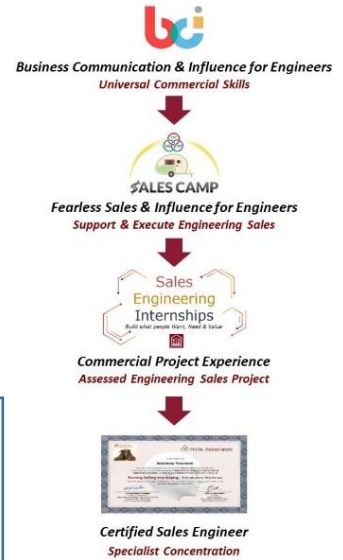 bci
Business Communication & Influence for Engineers
Universal Commercial Skills
$ALES CAMP
Fearless Sales & Influence for Engineers
Support & Execute Engineering Sales
Sales
Engineering
Internships
Build what people Want, Need & Value
Commercial Project Experience
Assessed Engineering Sales Project
Certified Sales Engineer
Specialist Concentration